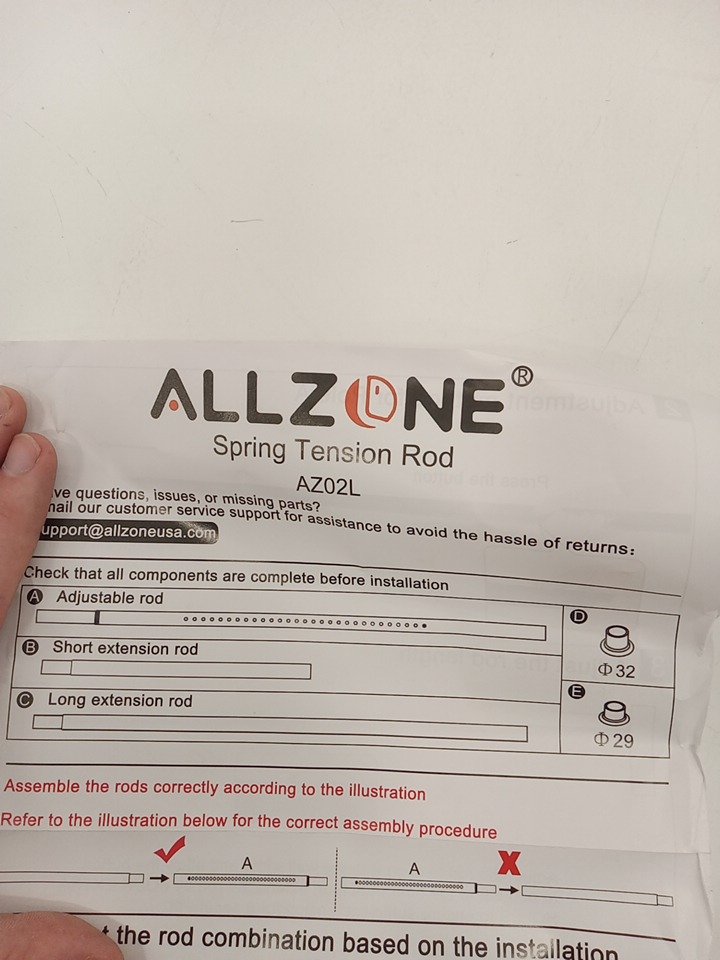 ALLZONE®
Spring Tension Rod
AZ02L
ve questions, issues, or missing parts?
mail our customer service support for assistance to avoid the hassle of returns:
upport@allzoneusa.com
Check that all components are complete before installation
A Adjustable rod
B Short extension rod
C Long extension rod
D
Φ32
E
Φ29
Assemble the rods correctly according to the illustration
Refer to the illustration below for the correct assembly procedure
A
A
X
the rod combination based on the installation